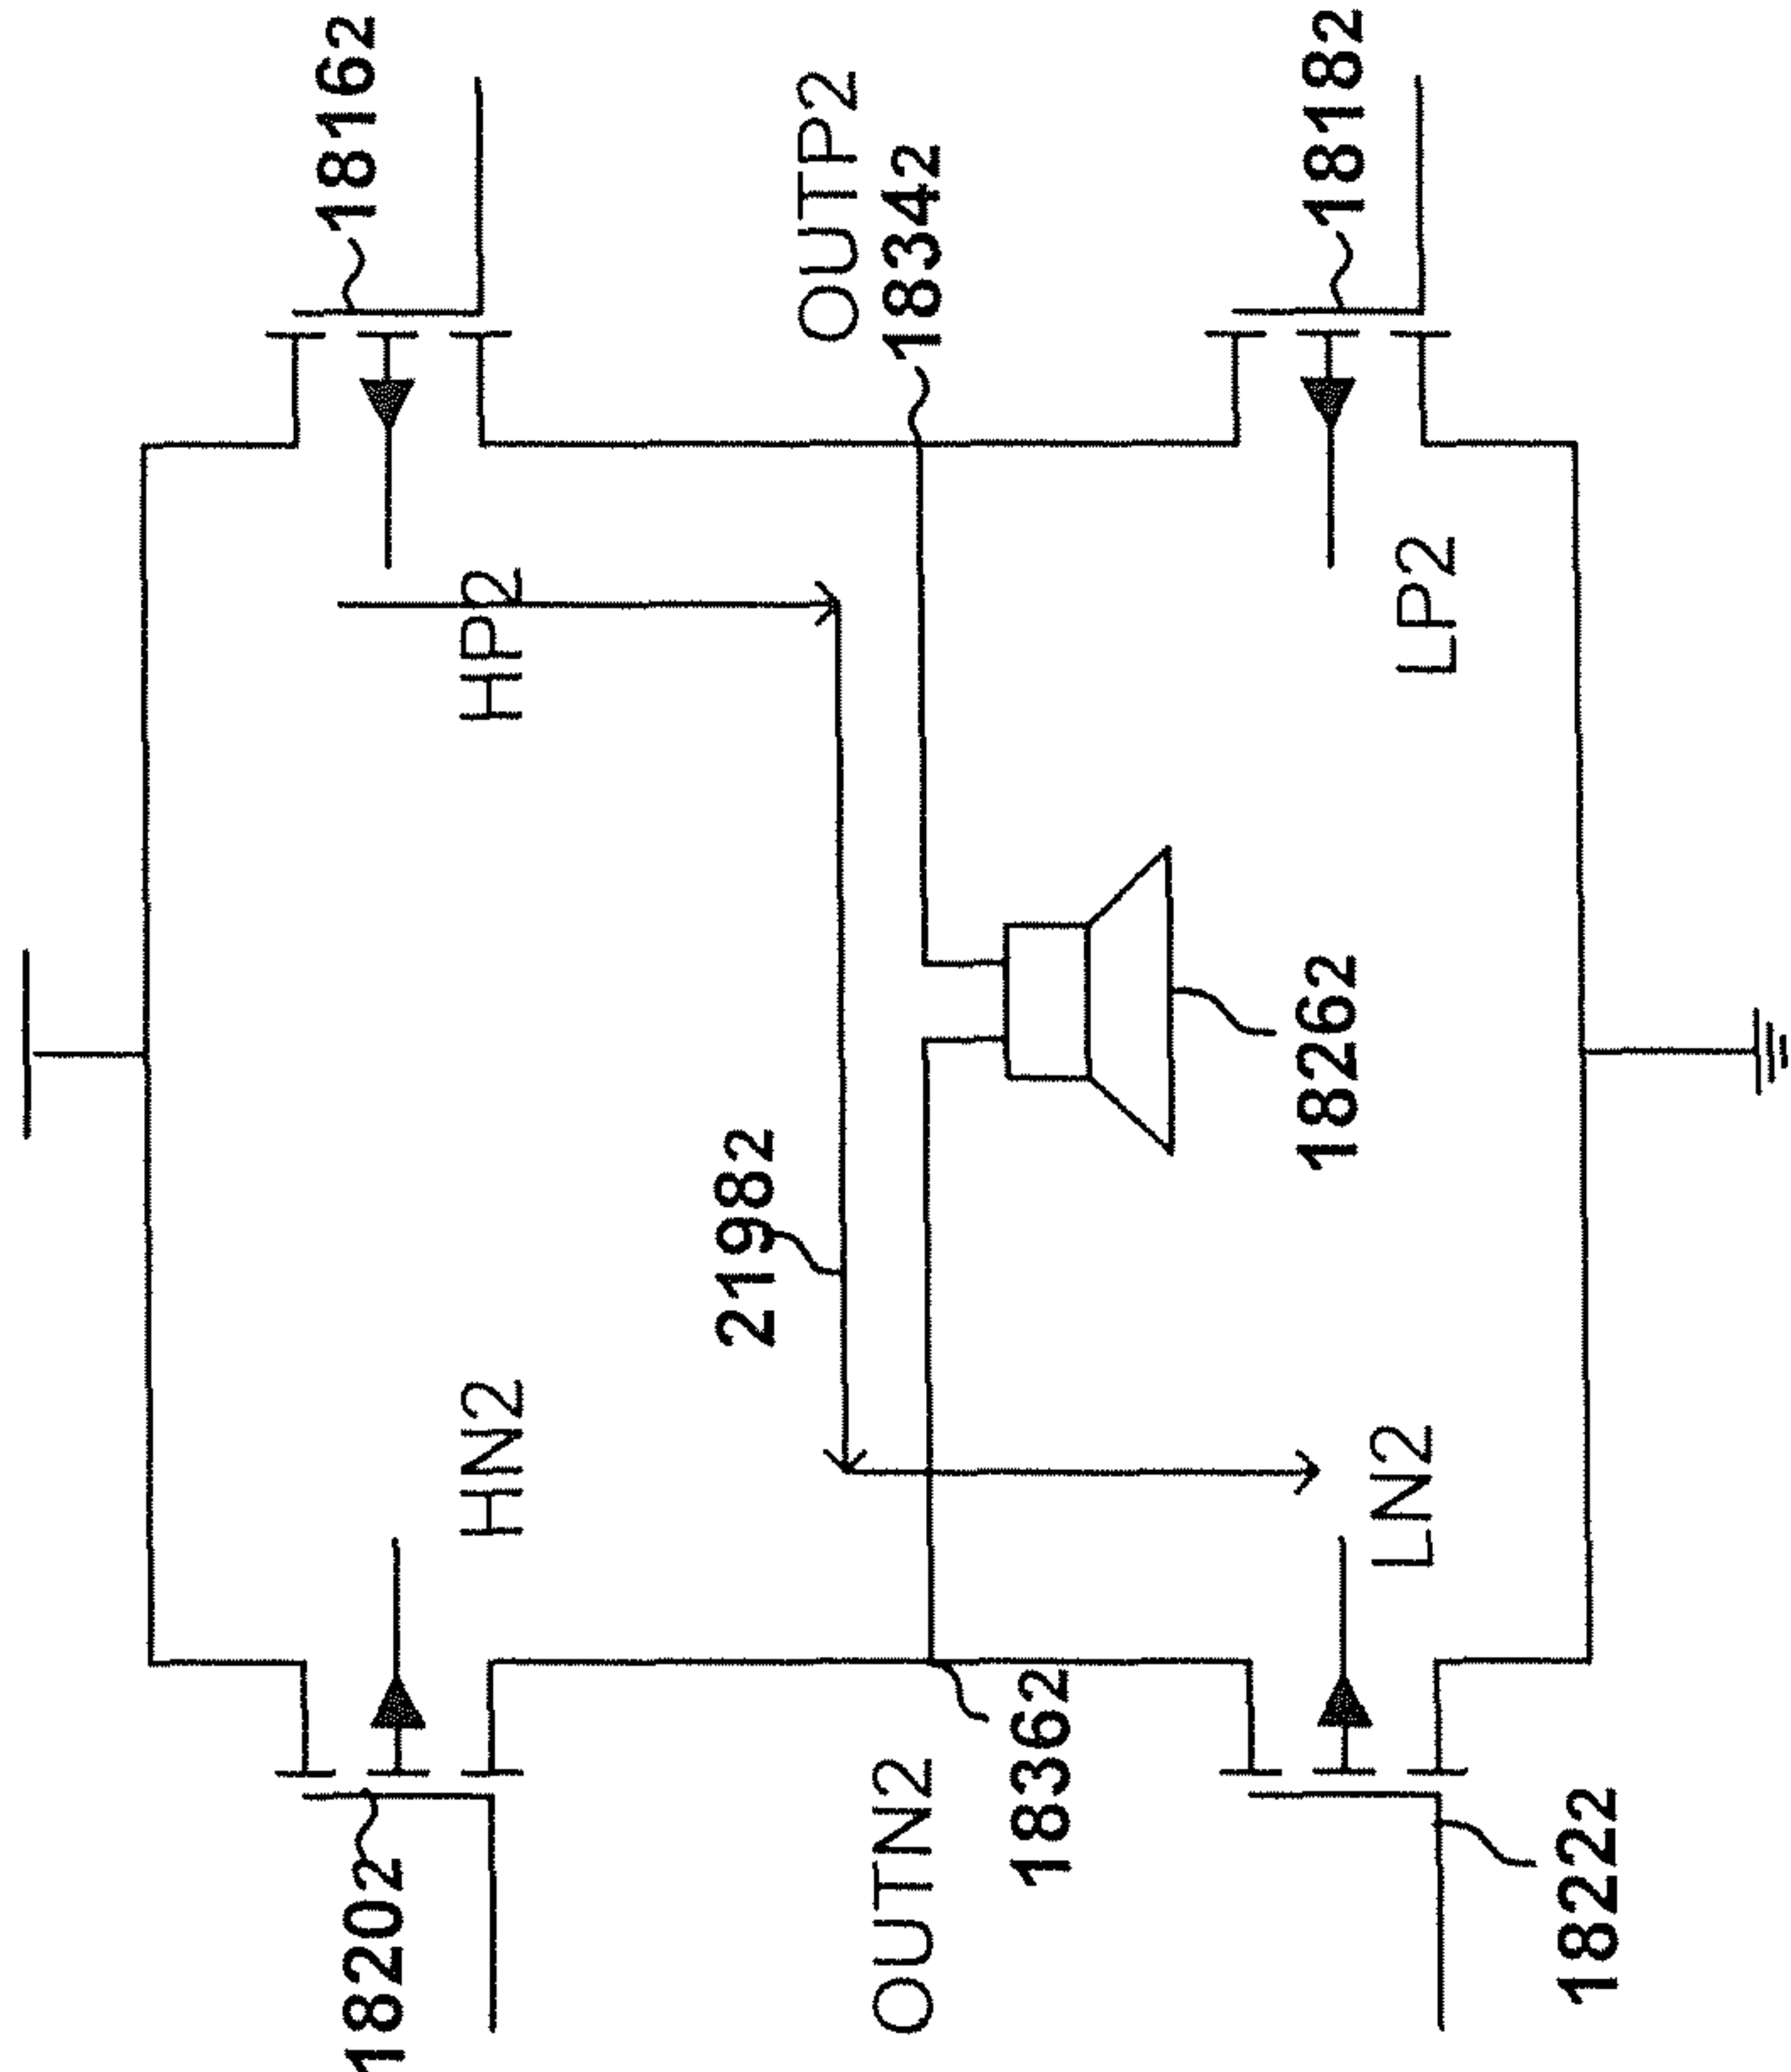 1816₂
OUTP2
1834₂
1818₂
HP2
LP2
2198₂
1826₂
HN2
LN2
1820₂
OUTN2
1836₂
1822₂